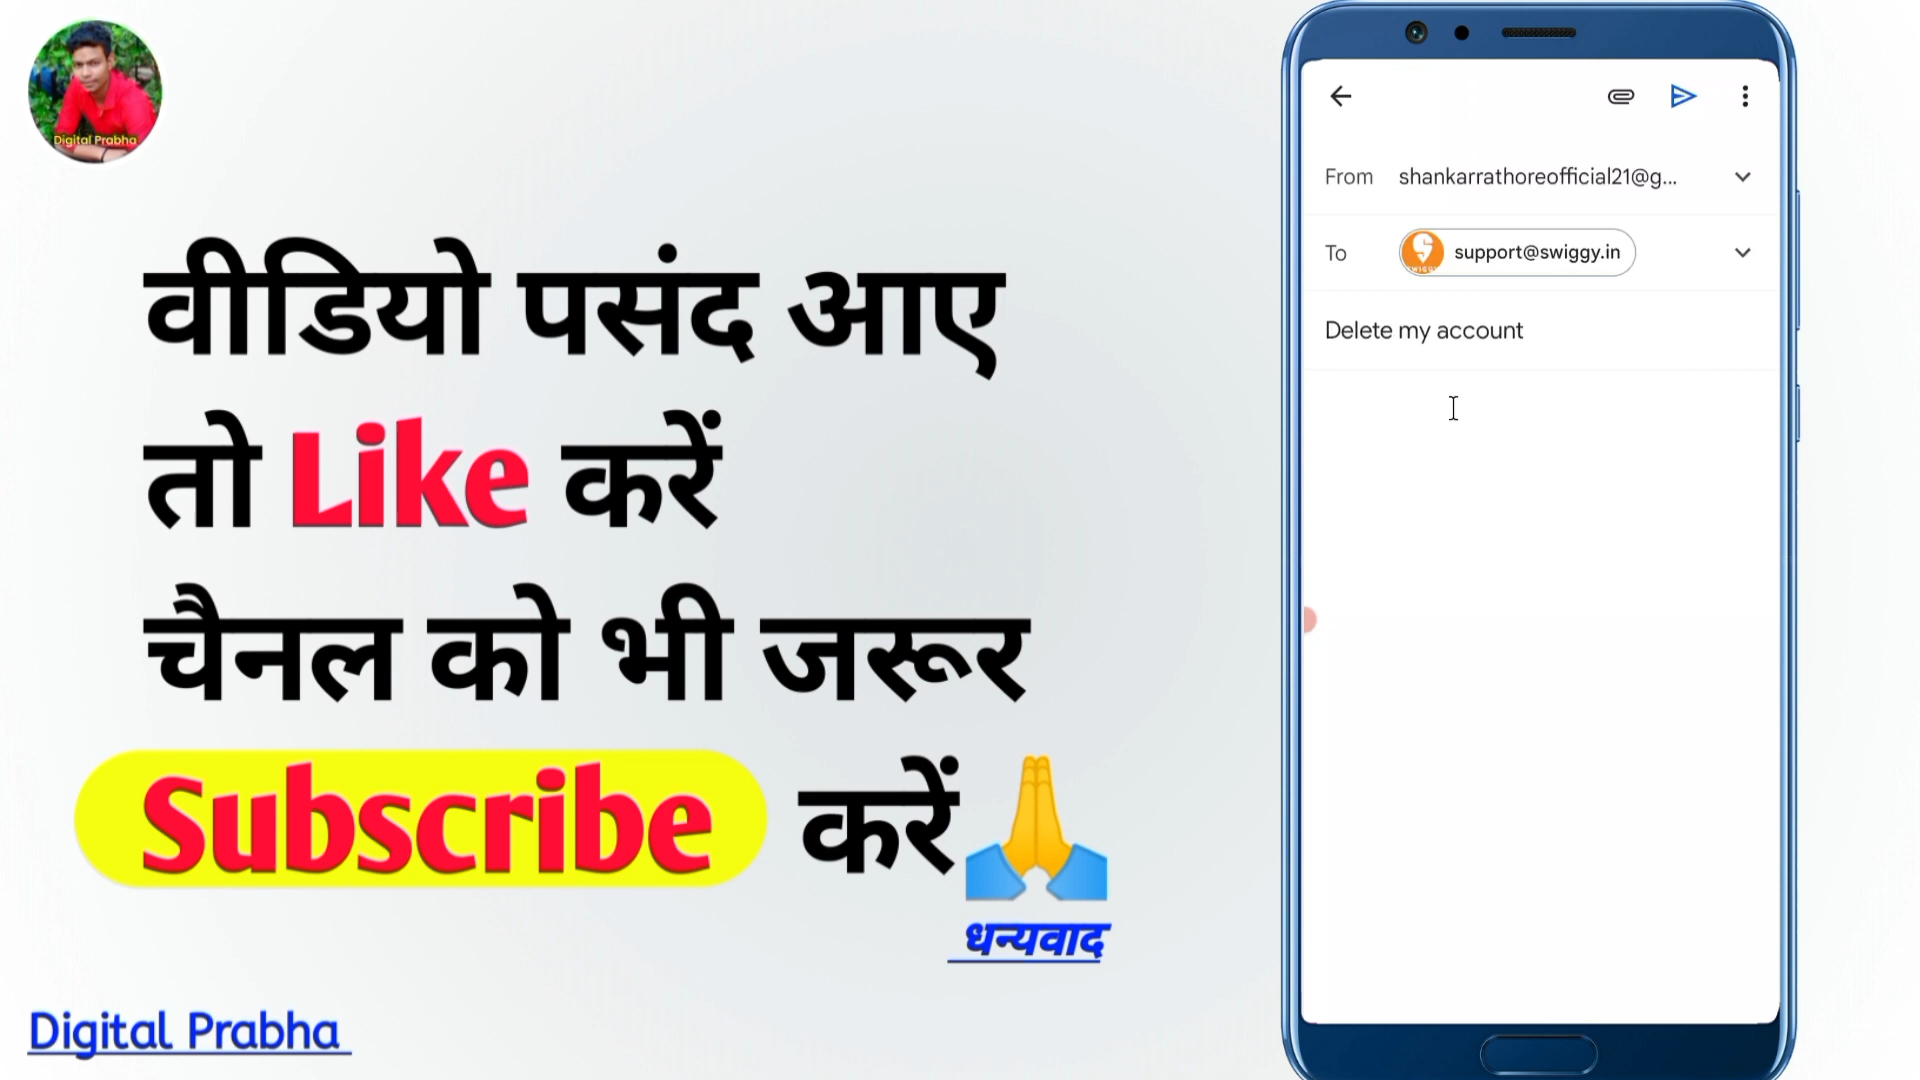 Digital Prabha
वीडियो पसंद आए
तो Like करें
चैनल को भी जरूर
Subscribe करें
धन्यवाद
Digital Prabha
From shankarrathoreofficial21@g...
To SWIGGY support@swiggy.in
Delete my account